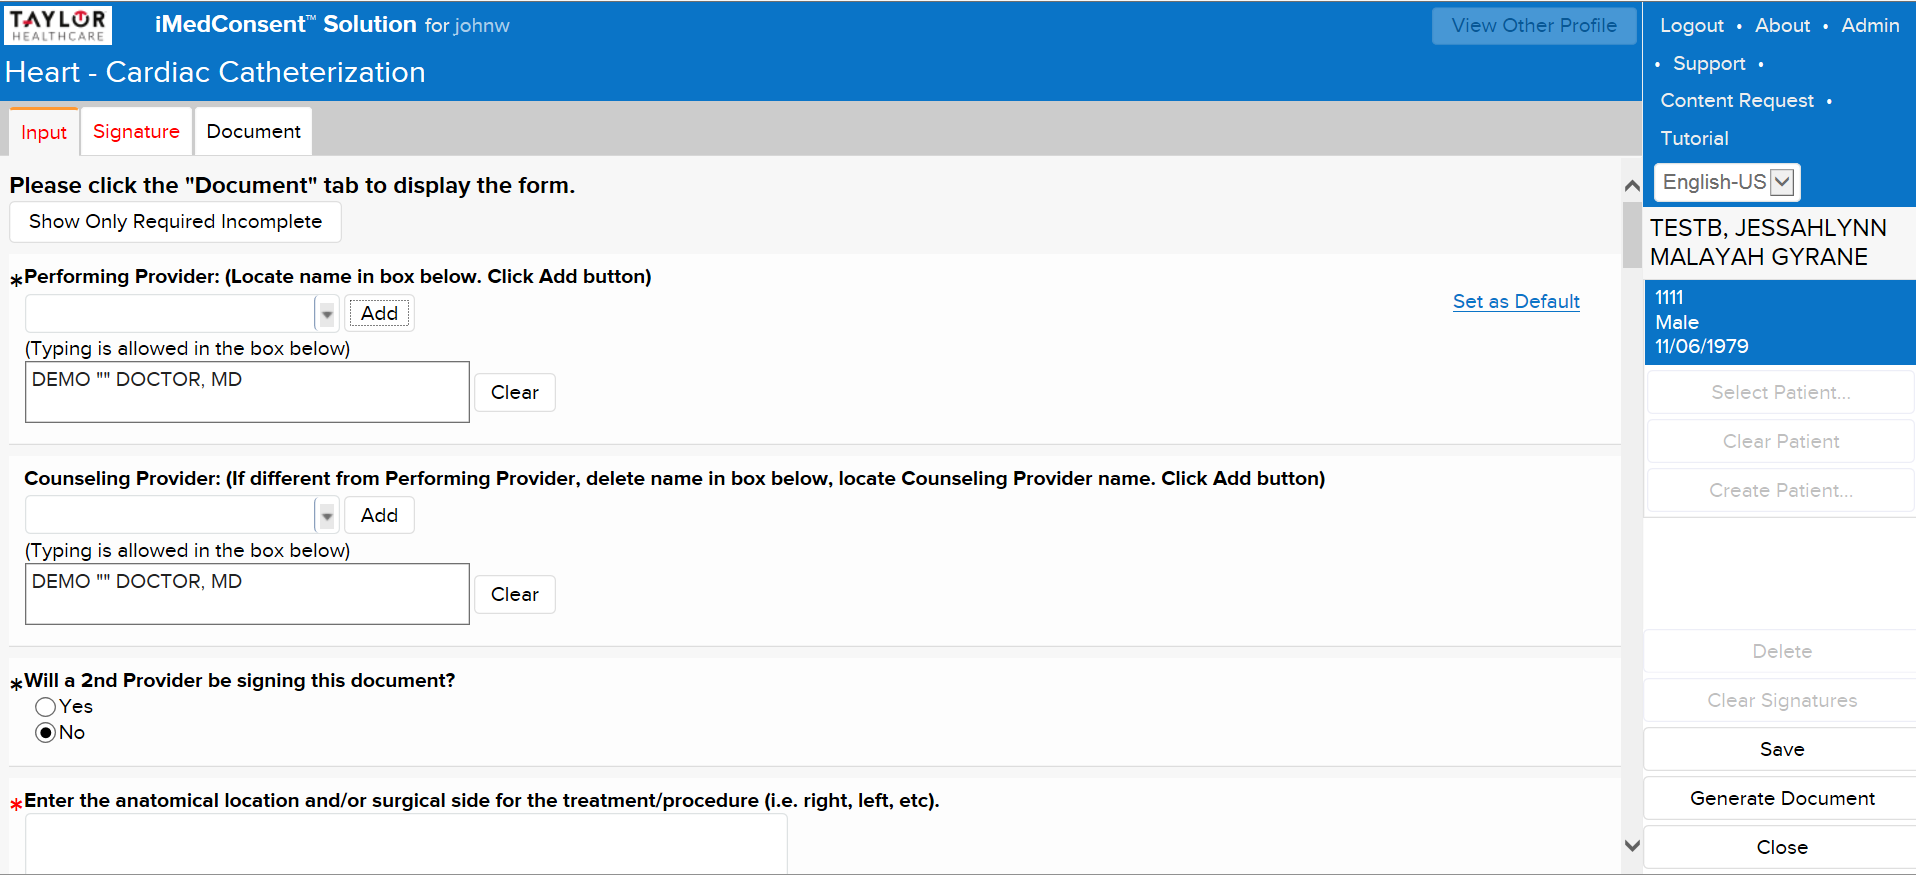 TAYLOR
HEALTHCARE
iMedConsent™ Solution for johnw
View Other Profile
Heart - Cardiac Catheterization
Logout • About • Admin
• Support •
Content Request •
Tutorial
English-US
Input
Signature
Document
Please click the "Document" tab to display the form.
Show Only Required Incomplete
*Performing Provider: (Locate name in box below. Click Add button)
Add
Set as Default
(Typing is allowed in the box below)
DEMO "" DOCTOR, MD
Clear
Counseling Provider: (If different from Performing Provider, delete name in box below, locate Counseling Provider name. Click Add button)
Add
(Typing is allowed in the box below)
DEMO "" DOCTOR, MD
Clear
*Will a 2nd Provider be signing this document?
Yes
No
*Enter the anatomical location and/or surgical side for the treatment/procedure (i.e. right, left, etc).
TESTB, JESSAHLYNN
MALAYAH GYRANE
1111
Male
11/06/1979
Select Patient...
Clear Patient
Create Patient...
Delete
Clear Signatures
Save
Generate Document
Close